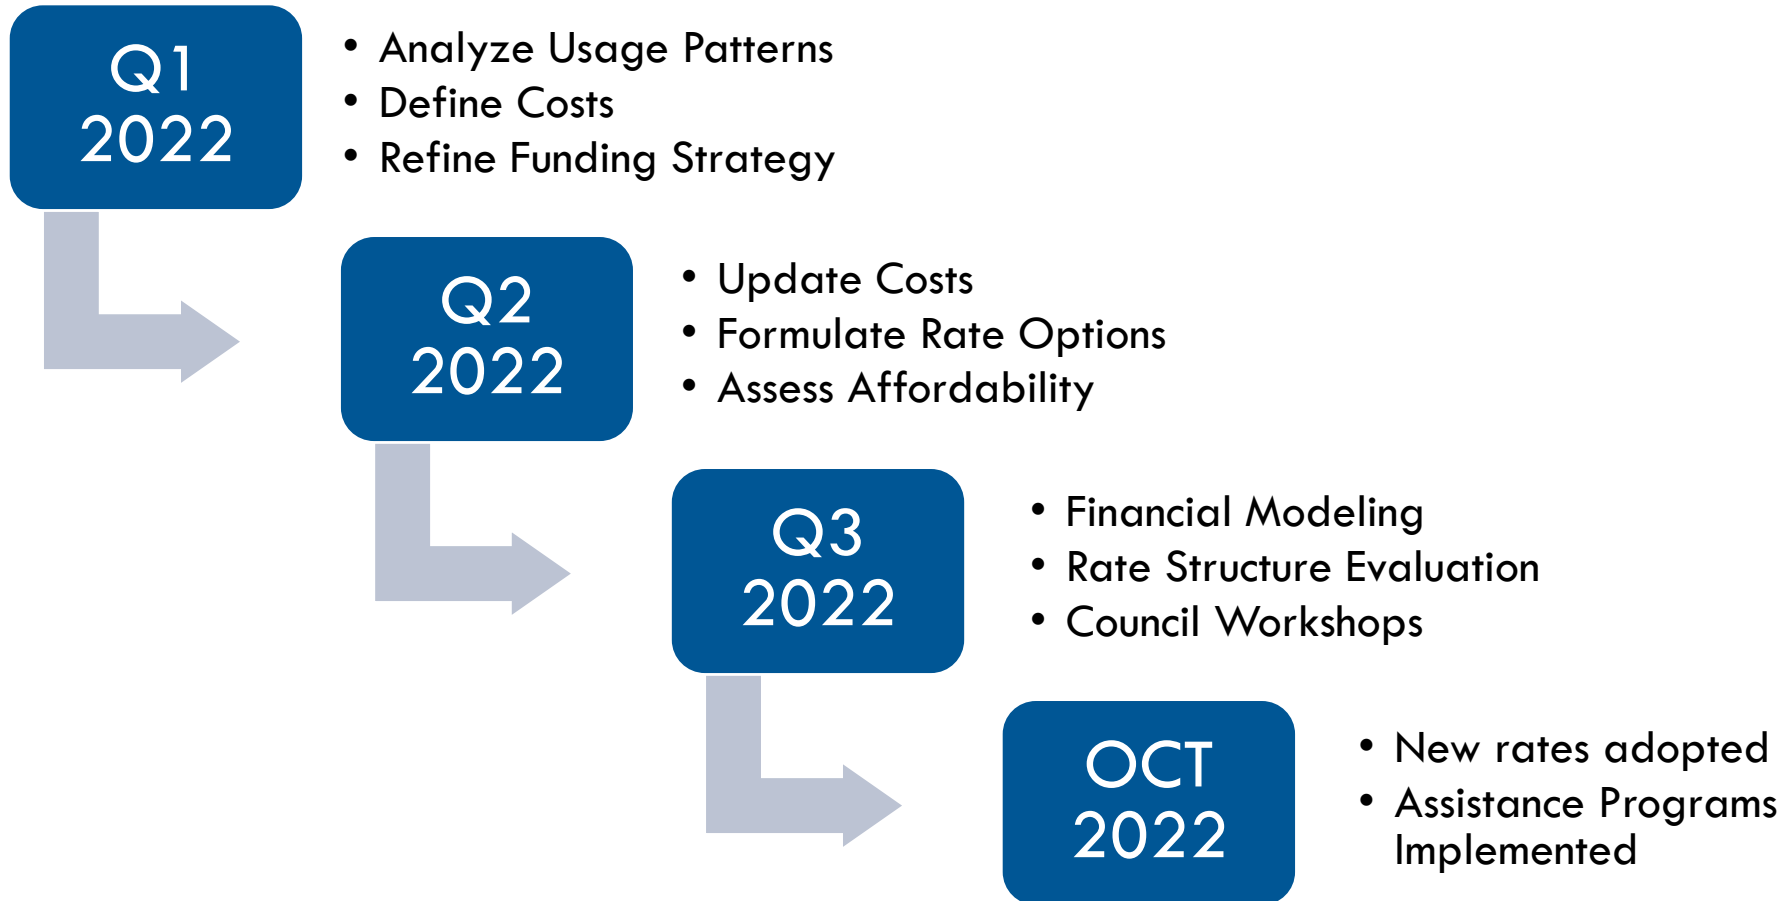 Q1
2022
• Analyze Usage Patterns
• Define Costs
• Refine Funding Strategy
Q2
2022
• Update Costs
• Formulate Rate Options
• Assess Affordability
Q3
2022
• Financial Modeling
• Rate Structure Evaluation
• Council Workshops
OCT
2022
• New rates adopted
• Assistance Programs
Implemented